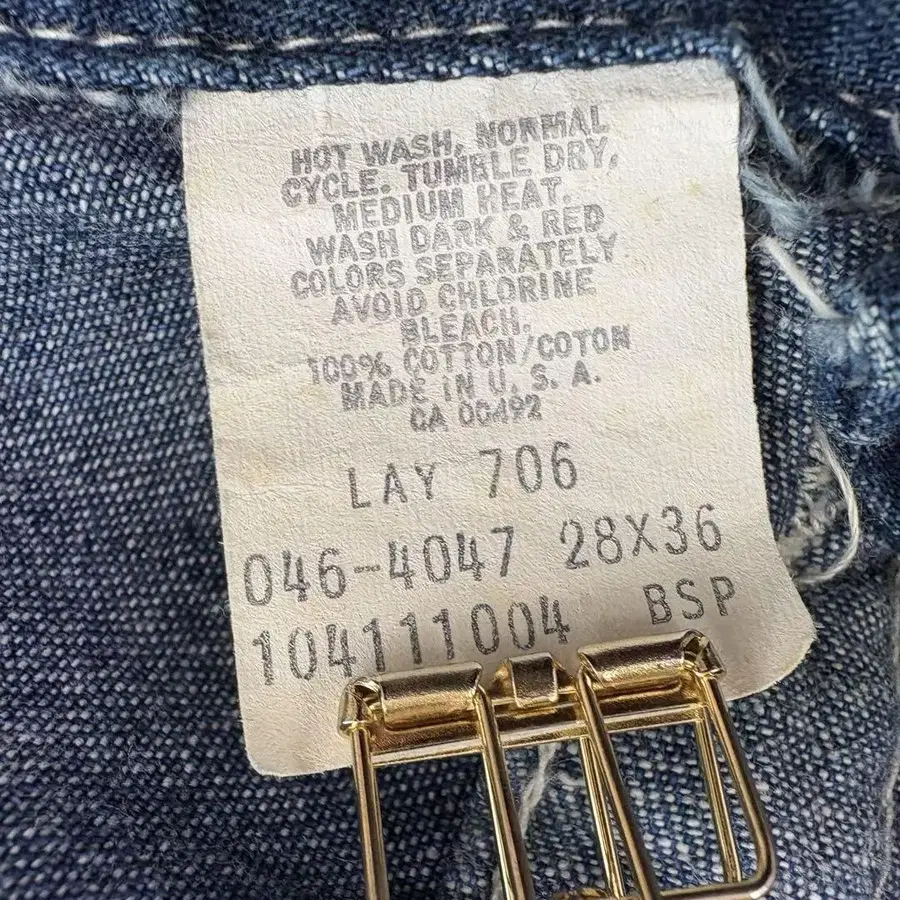 HOT WASH, NORMAL
CYCLE. TUMBLE DRY,
MEDIUM HEAT.
WASH DARK & RED
COLORS SEPARATELY
AVOID CHLORINE
BLEACH.
100% COTTON/COTON
MADE IN U. S. A.
CA 00492
LAY 706
046-4047 28X36
104111004 BSP